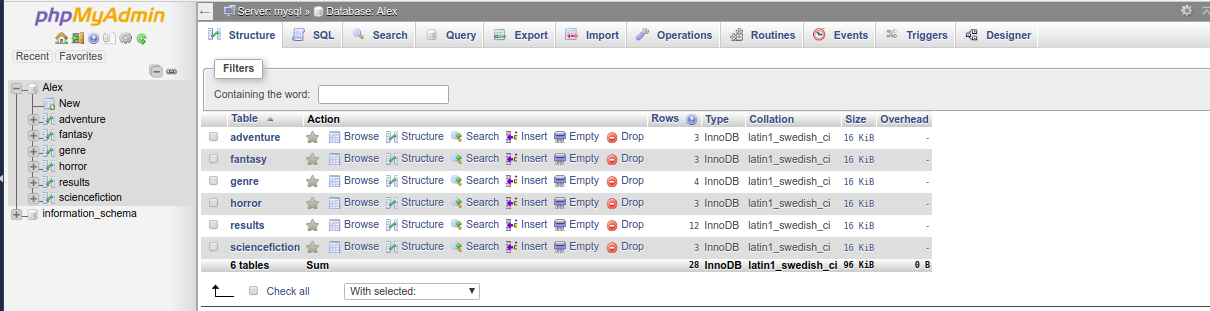 phpMyAdmin
Recent Favorites
Alex
New
adventure
fantasy
genre
horror
results
sciencefiction
information_schema
Server: mysql » Database: Alex
Structure SQL Search Query Export Import Operations Routines Events Triggers Designer
Filters
Containing the word:
Table Action Rows Type Collation Size Overhead
adventure Browse Structure Search Insert Empty Drop 3 InnoDB latin1_swedish_ci 16 KiB -
fantasy Browse Structure Search Insert Empty Drop 3 InnoDB latin1_swedish_ci 16 KiB -
genre Browse Structure Search Insert Empty Drop 4 InnoDB latin1_swedish_ci 16 KiB -
horror Browse Structure Search Insert Empty Drop 3 InnoDB latin1_swedish_ci 16 KiB -
results Browse Structure Search Insert Empty Drop 12 InnoDB latin1_swedish_ci 16 KiB -
sciencefiction Browse Structure Search Insert Empty Drop 3 InnoDB latin1_swedish_ci 16 KiB -
6 tables Sum 28 InnoDB latin1_swedish_ci 96 KiB 0 B
Check all With selected: